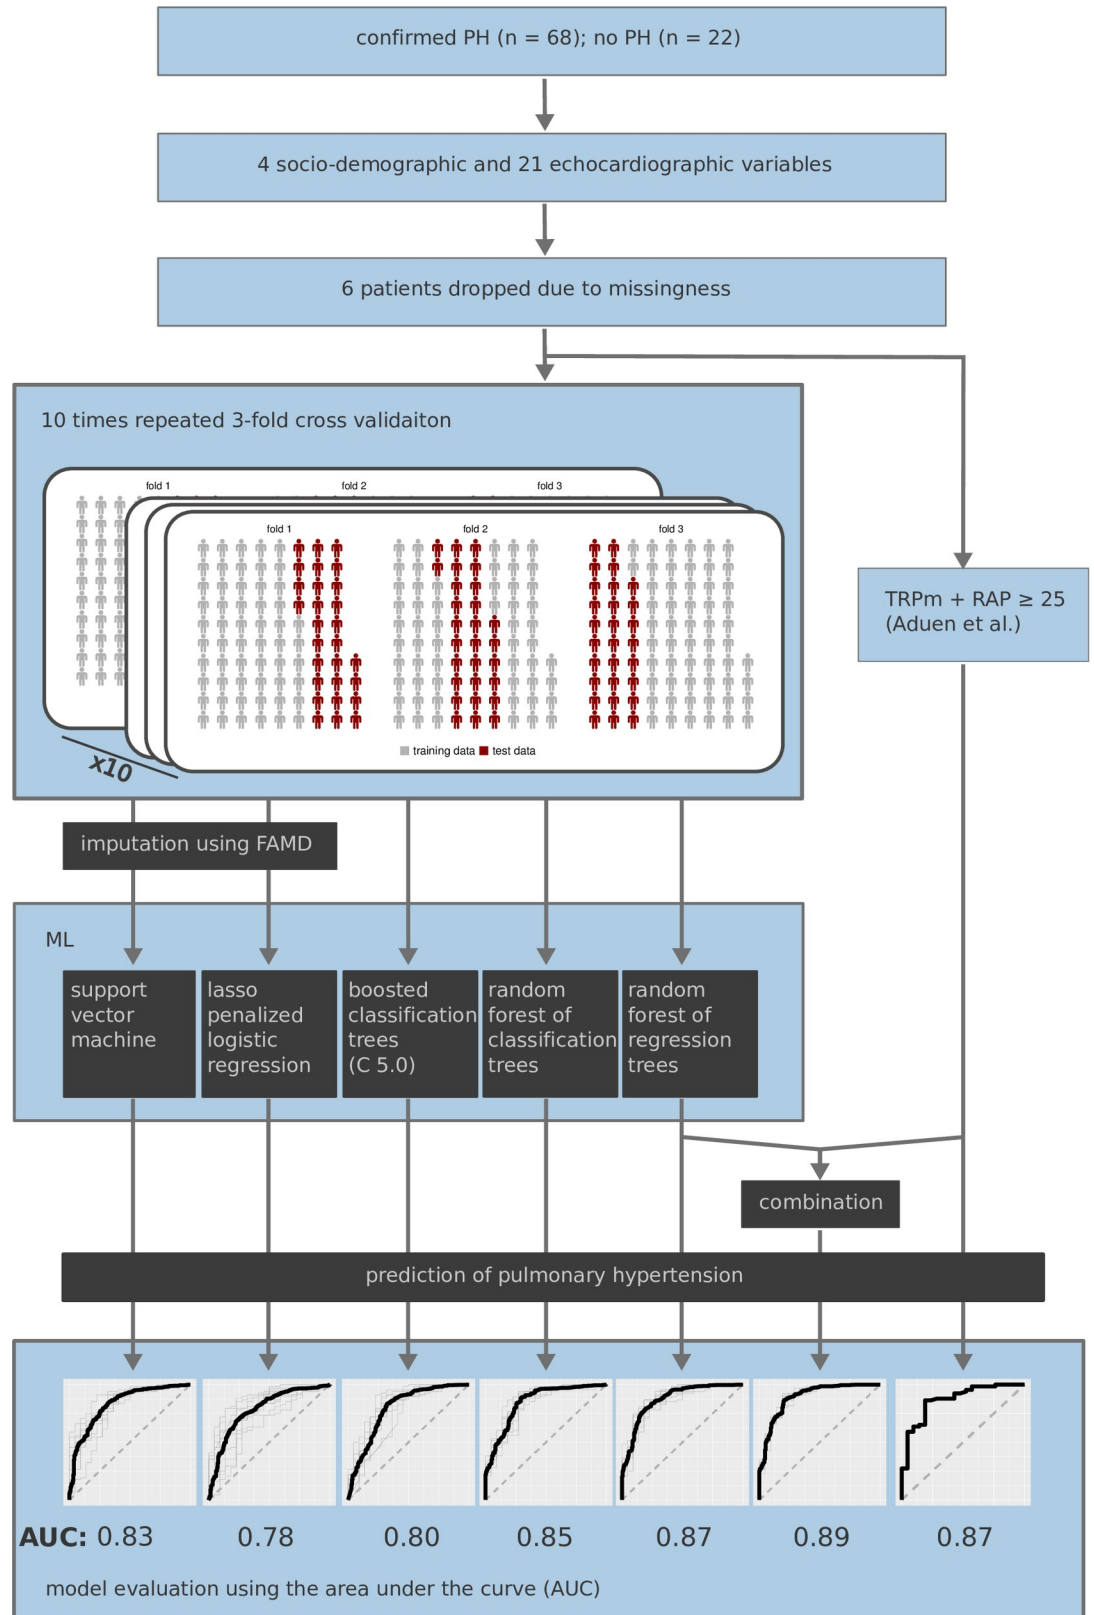 confirmed PH (n = 68); no PH (n = 22)
4 socio-demographic and 21 echocardiographic variables
6 patients dropped due to missingness
10 times repeated 3-fold cross validaiton
fold 1
fold 2
fold 3
fold 1
fold 2
fold 3
training data
test data
x10
TRPm + RAP ≥ 25
(Aduen et al.)
imputation using FAMD
ML
support
vector
machine
lasso
penalized
logistic
regression
boosted
classification
trees
(C 5.0)
random
forest of
classification
trees
random
forest of
regression
trees
combination
prediction of pulmonary hypertension
AUC: 0.83 0.78 0.80 0.85 0.87 0.89 0.87
model evaluation using the area under the curve (AUC)